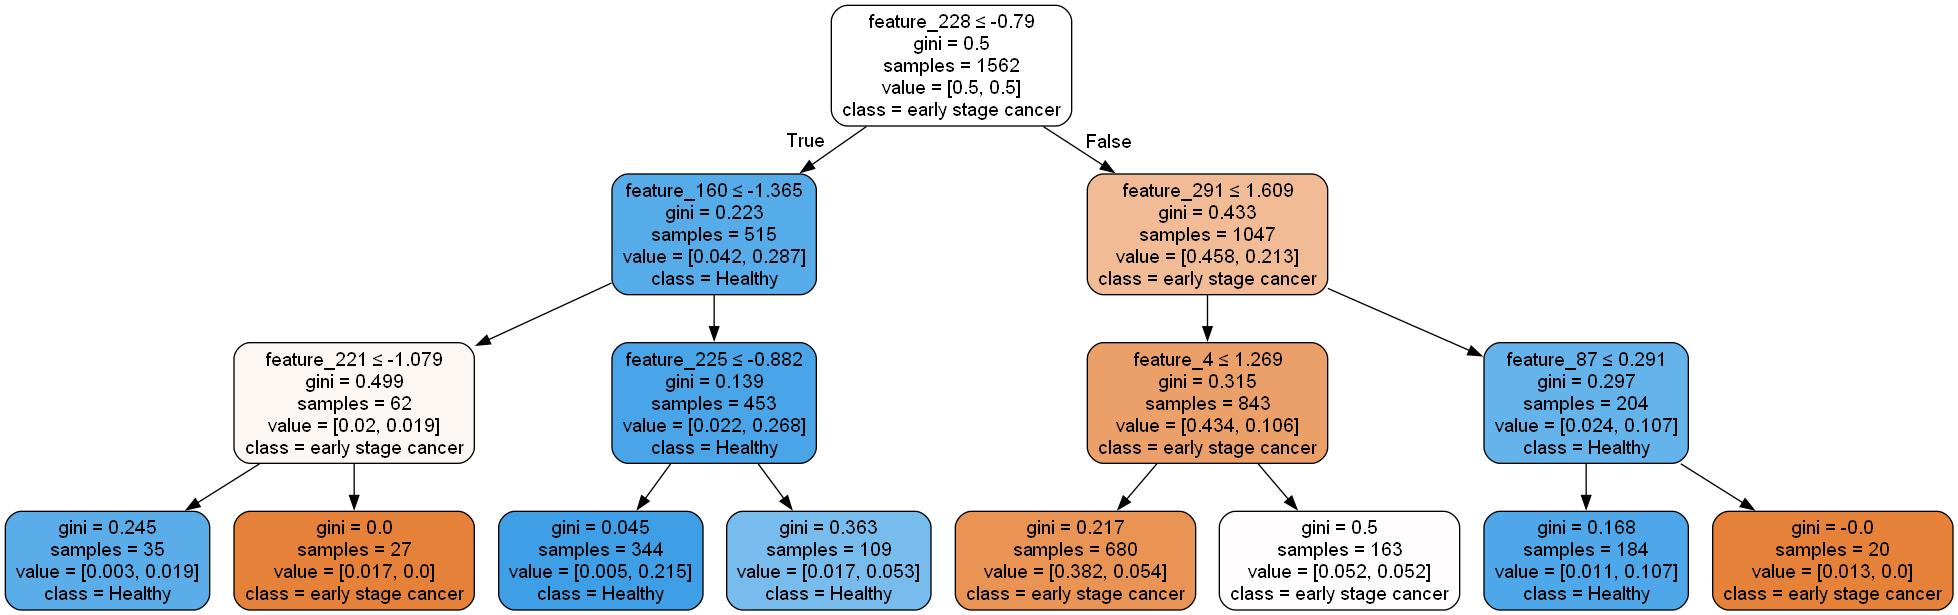 feature_228 ≤ -0.79
gini = 0.5
samples = 1562
value = [0.5, 0.5]
class = early stage cancer
True
False
feature_160 ≤ -1.365
gini = 0.223
samples = 515
value = [0.042, 0.287]
class = Healthy
feature_291 ≤ 1.609
gini = 0.433
samples = 1047
value = [0.458, 0.213]
class = early stage cancer
feature_221 ≤ -1.079
gini = 0.499
samples = 62
value = [0.02, 0.019]
class = early stage cancer
feature_225 ≤ -0.882
gini = 0.139
samples = 453
value = [0.022, 0.268]
class = Healthy
feature_4 ≤ 1.269
gini = 0.315
samples = 843
value = [0.434, 0.106]
class = early stage cancer
feature_87 ≤ 0.291
gini = 0.297
samples = 204
value = [0.024, 0.107]
class = Healthy
gini = 0.245
samples = 35
value = [0.003, 0.019]
class = Healthy
gini = 0.0
samples = 27
value = [0.017, 0.0]
class = early stage cancer
gini = 0.045
samples = 344
value = [0.005, 0.215]
class = Healthy
gini = 0.363
samples = 109
value = [0.017, 0.053]
class = Healthy
gini = 0.217
samples = 680
value = [0.382, 0.054]
class = early stage cancer
gini = 0.5
samples = 163
value = [0.052, 0.052]
class = early stage cancer
gini = 0.168
samples = 184
value = [0.011, 0.107]
class = Healthy
gini = -0.0
samples = 20
value = [0.013, 0.0]
class = early stage cancer